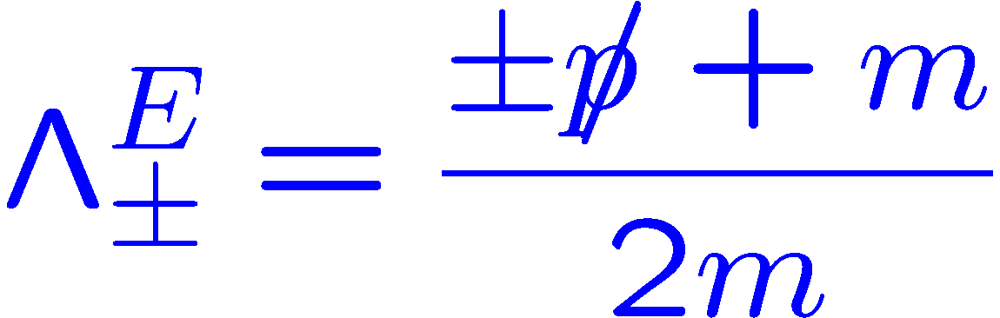 Λ^E_± = (±p̸ + m) / 2m